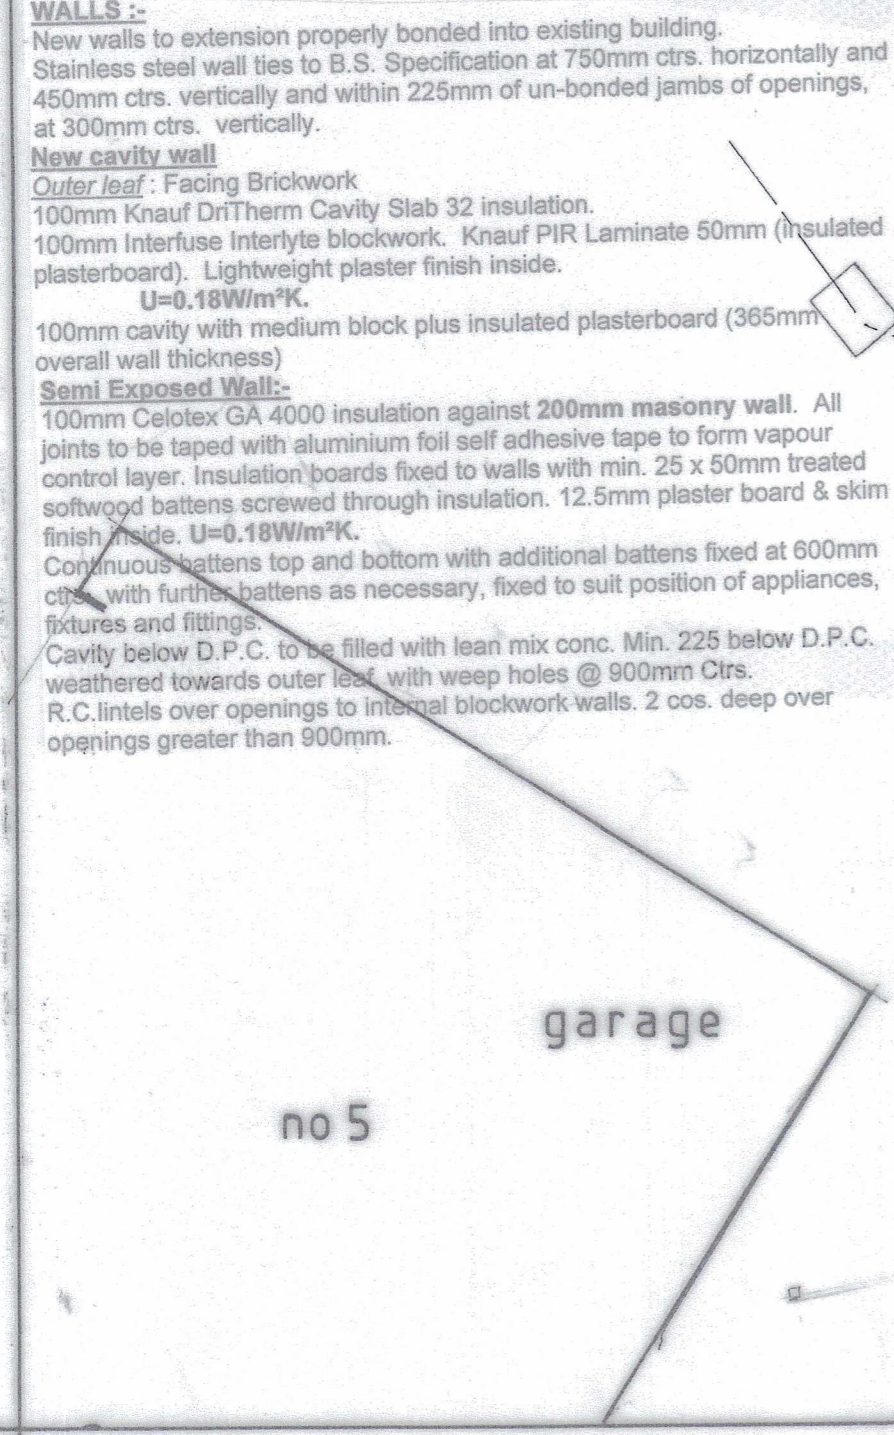 WALLS :-
New walls to extension properly bonded into existing building.
Stainless steel wall ties to B.S. Specification at 750mm ctrs. horizontally and
450mm ctrs. vertically and within 225mm of un-bonded jambs of openings,
at 300mm ctrs. vertically.
New cavity wall
Outer leaf : Facing Brickwork
100mm Knauf DriTherm Cavity Slab 32 insulation.
100mm Interfuse Interlyte blockwork. Knauf PIR Laminate 50mm (insulated
plasterboard). Lightweight plaster finish inside.
U=0.18W/m²K.
100mm cavity with medium block plus insulated plasterboard (365mm
overall wall thickness)
Semi Exposed Wall:-
100mm Celotex GA 4000 insulation against 200mm masonry wall. All
joints to be taped with aluminium foil self adhesive tape to form vapour
control layer. Insulation boards fixed to walls with min. 25 x 50mm treated
softwood battens screwed through insulation. 12.5mm plaster board & skim
finish inside. U=0.18W/m²K.
Continuous battens top and bottom with additional battens fixed at 600mm
with further battens as necessary, fixed to suit position of appliances,
fixtures and fittings.
Cavity below D.P.C. to be filled with lean mix conc. Min. 225 below D.P.C.
weathered towards outer leaf with weep holes @ 900mm Ctrs.
R.C.lintels over openings to internal blockwork walls. 2 cos. deep over
openings greater than 900mm.
garage
no 5